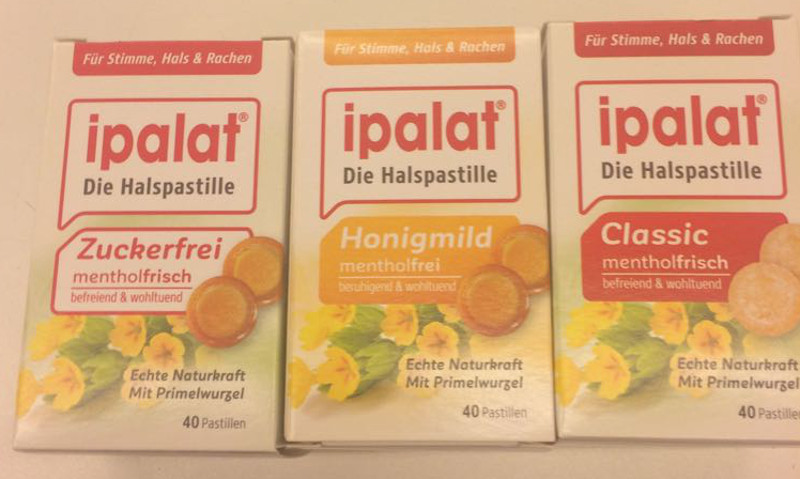 Für Stimme, Hals & Rachen
ipalat®
Die Halspastille
Zuckerfrei
mentholfrisch
befreiend & wohltuend
Echte Naturkraft
Mit Primelwurzel
40 Pastillen
Für Stimme, Hals & Rachen
ipalat®
Die Halspastille
Honigmild
mentholfrei
beruhigend & wohltuend
Echte Naturkraft
Mit Primelwurzel
40 Pastillen
Für Stimme, Hals & Rachen
ipalat®
Die Halspastille
Classic
mentholfrisch
befreiend & wohltuend
Echte Naturkraft
Mit Primelwurzel
40 Pastillen